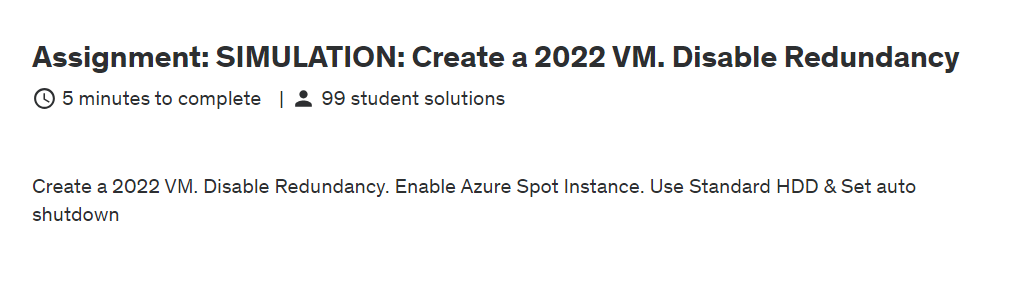 Assignment: SIMULATION: Create a 2022 VM. Disable Redundancy
5 minutes to complete | 99 student solutions
Create a 2022 VM. Disable Redundancy. Enable Azure Spot Instance. Use Standard HDD & Set auto
shutdown